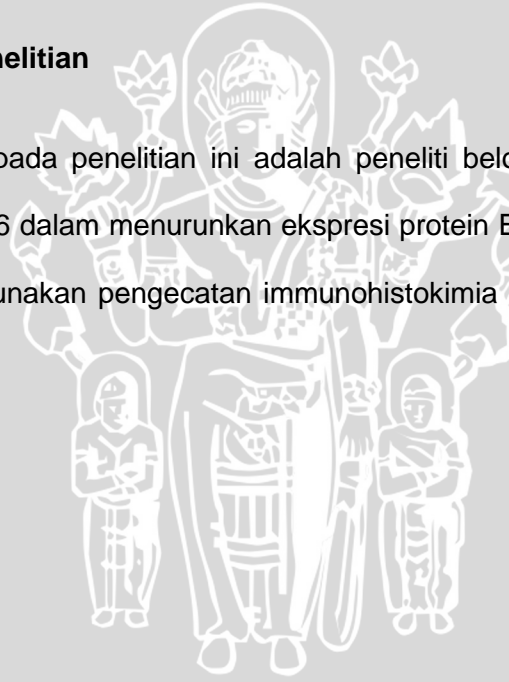 nelitian
pada penelitian ini adalah peneliti belo
6 dalam menurunkan ekspresi protein
unakan pengecatan immunohistokimia